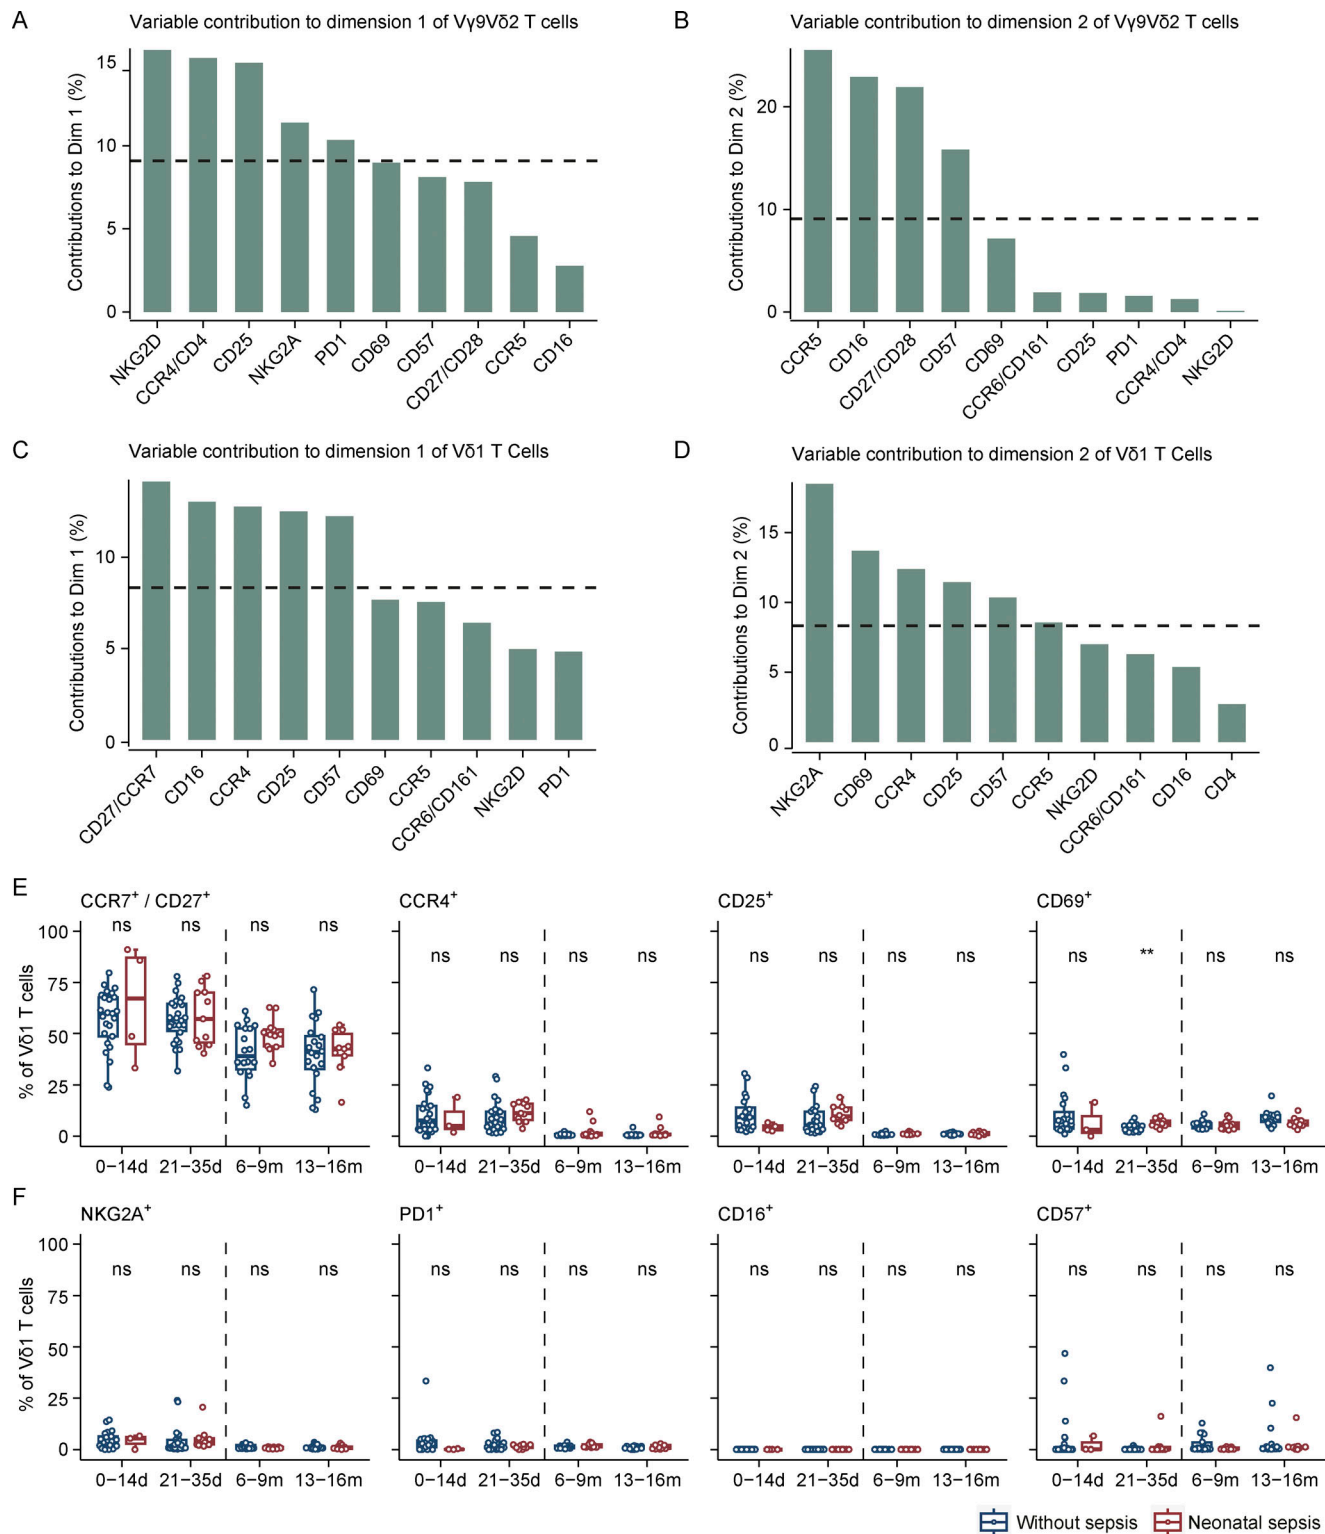 A
Variable contribution to dimension 1 of Vγ9Vδ2 T cells
Contributions to Dim 1 (%)
15
10
5
0
NKG2D
CCR4/CD4
CD25
NKG2A
PD1
CD69
CD57
CD27/CD28
CCR5
CD16
B
Variable contribution to dimension 2 of Vγ9Vδ2 T cells
Contributions to Dim 2 (%)
20
10
0
CCR5
CD16
CD27/CD28
CD57
CD69
CCR6/CD161
CD25
PD1
CCR4/CD4
NKG2D
C
Variable contribution to dimension 1 of Vδ1 T Cells
Contributions to Dim 1 (%)
10
5
0
CD27/CCR7
CD16
CCR4
CD25
CD57
CD69
CCR5
CCR6/CD161
NKG2D
PD1
D
Variable contribution to dimension 2 of Vδ1 T Cells
Contributions to Dim 2 (%)
15
10
5
0
NKG2A
CD69
CCR4
CD25
CD57
CCR5
NKG2D
CCR6/CD161
CD16
CD4
E
CCR7+ / CD27+
% of Vδ1 T cells
100
75
50
25
0
ns ns ns ns
0–14d 21–35d 6–9m 13–16m
CCR4+
ns ns ns ns
0–14d 21–35d 6–9m 13–16m
CD25+
ns ns ns ns
0–14d 21–35d 6–9m 13–16m
CD69+
ns ** ns ns
0–14d 21–35d 6–9m 13–16m
F
NKG2A+
% of Vδ1 T cells
100
75
50
25
0
ns ns ns ns
0–14d 21–35d 6–9m 13–16m
PD1+
ns ns ns ns
0–14d 21–35d 6–9m 13–16m
CD16+
ns ns ns ns
0–14d 21–35d 6–9m 13–16m
CD57+
ns ns ns ns
0–14d 21–35d 6–9m 13–16m
Without sepsis Neonatal sepsis